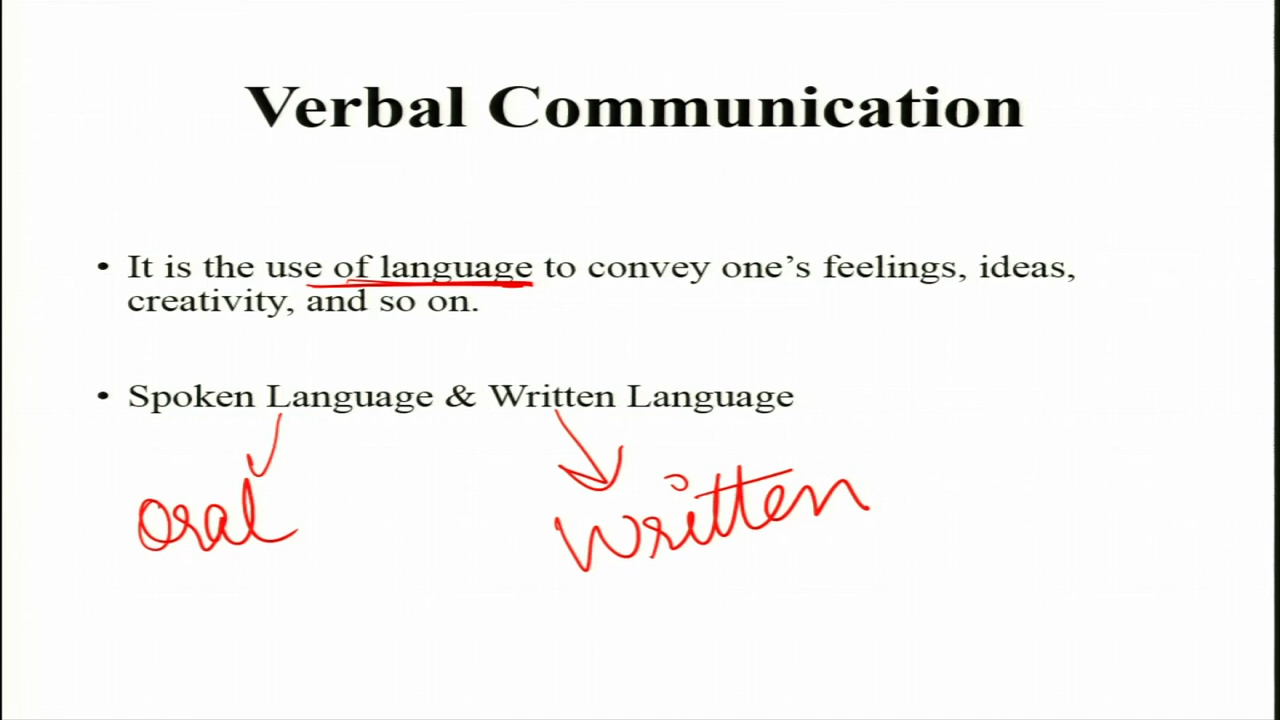 Verbal Communication
• It is the use of language to convey one’s feelings, ideas,
creativity, and so on.
• Spoken Language & Written Language
oral written